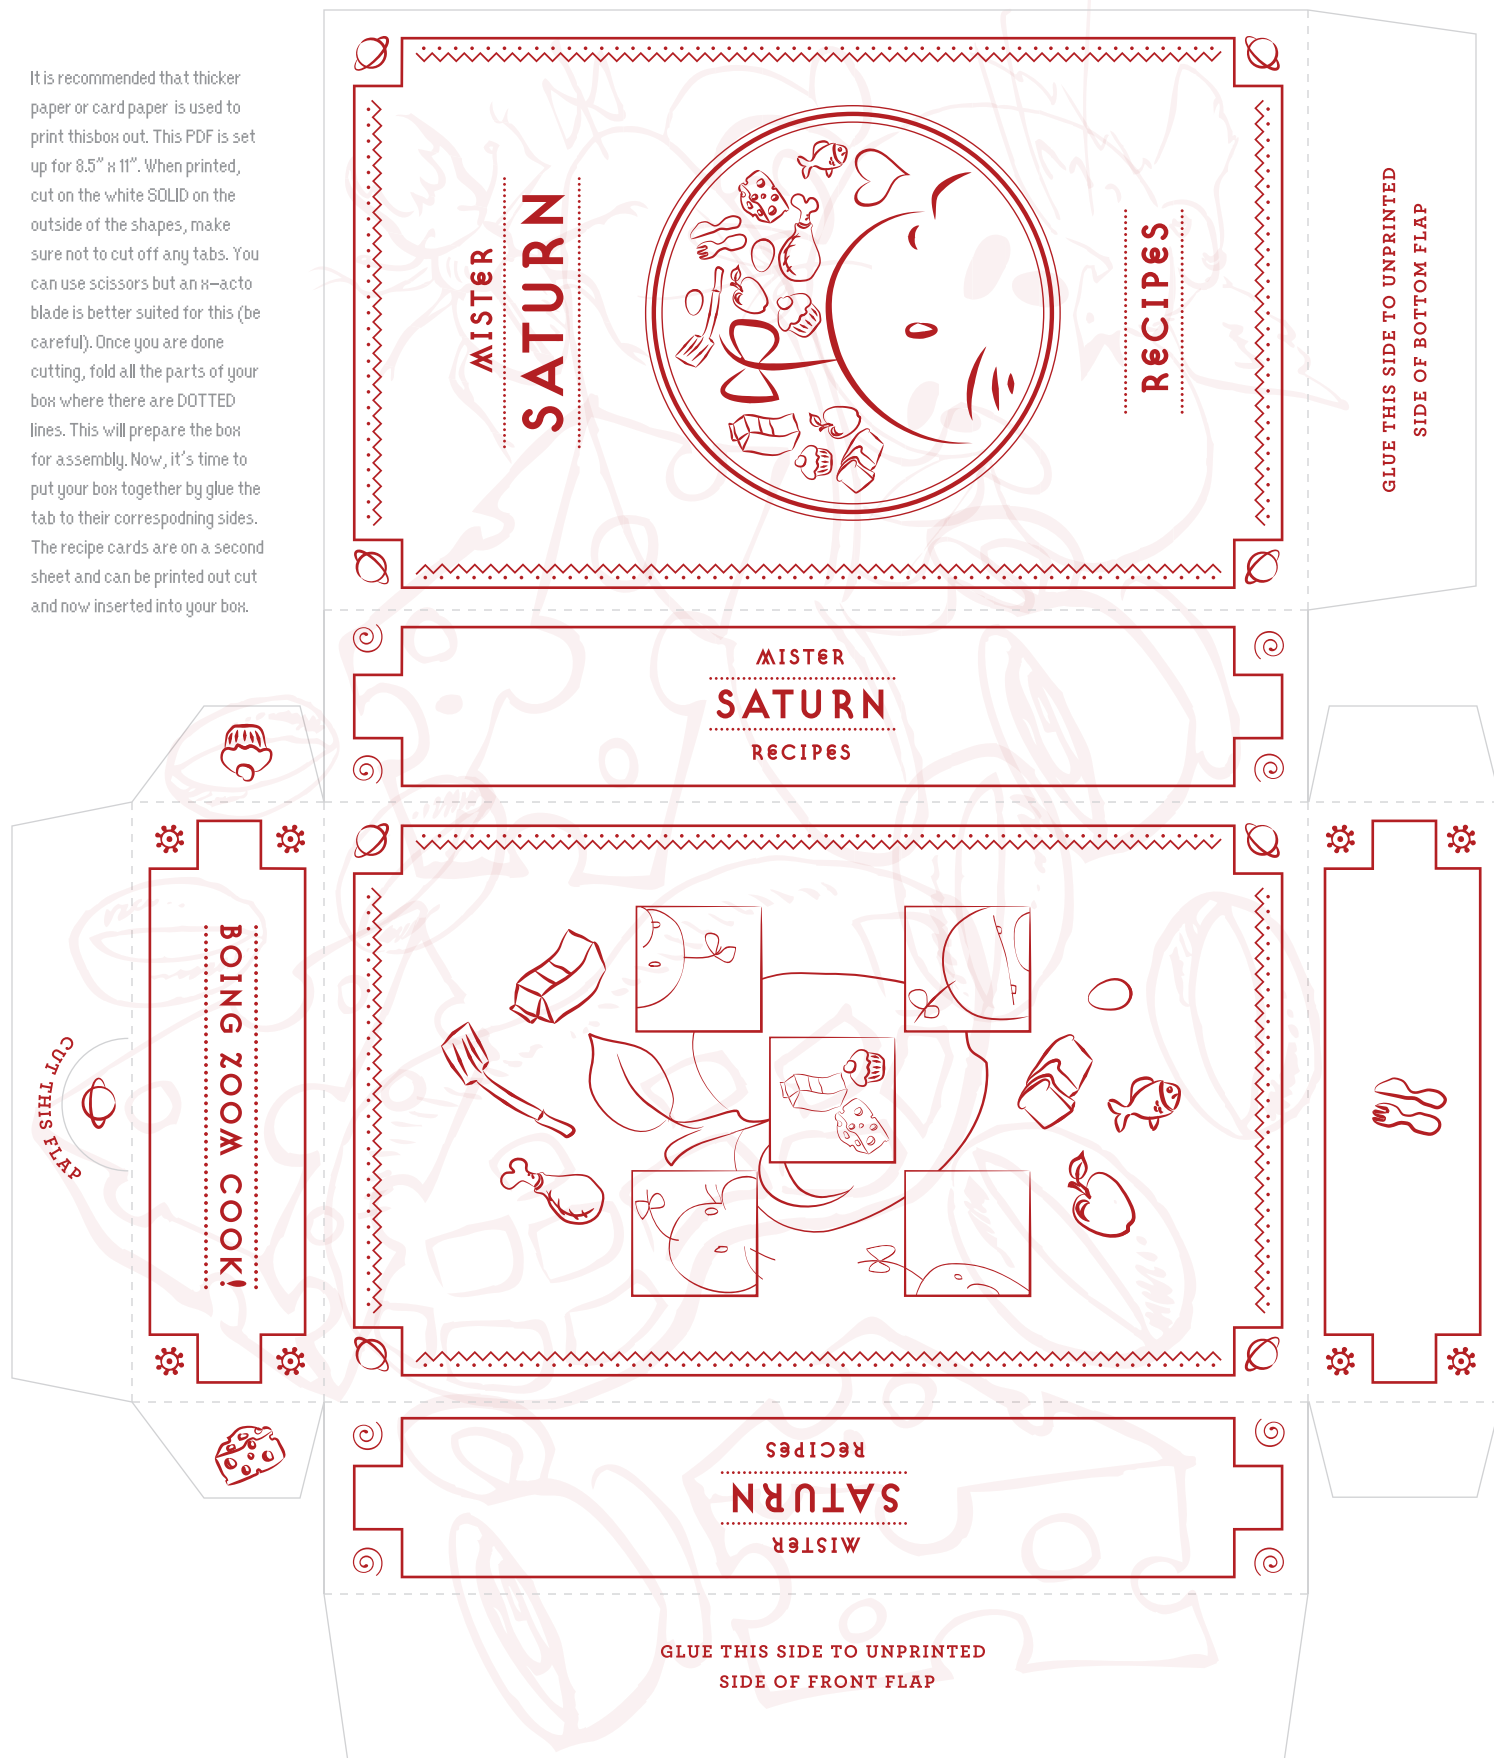 It is recommended that thicker
paper or card paper is used to
print thisbox out. This PDF is set
up for 8.5" x 11". When printed,
cut on the white SOLID on the
outside of the shapes, make
sure not to cut off any tabs. You
can use scissors but an x-acto
blade is better suited for this (be
careful). Once you are done
cutting, fold all the parts of your
box where there are DOTTED
lines. This will prepare the box
for assembly. Now, it's time to
put your box together by glue the
tab to their correspodning sides.
The recipe cards are on a second
sheet and can be printed out cut
and now inserted into your box.
MISTER
SATURN
RECIPES
GLUE THIS SIDE TO UNPRINTED
SIDE OF BOTTOM FLAP
MISTER
SATURN
RECIPES
CUT THIS FLAP
BOING ZOOM COOK!
MISTER
SATURN
RECIPES
GLUE THIS SIDE TO UNPRINTED
SIDE OF FRONT FLAP